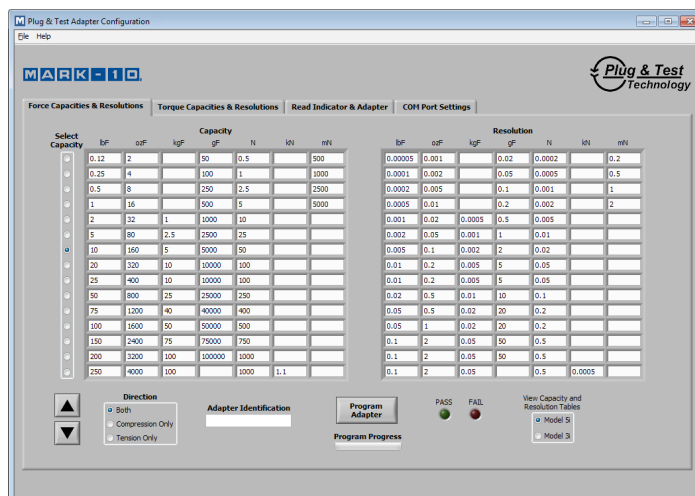 Plug & Test Adapter Configuration
File Help
MARK-10
Plug & Test
Technology
Force Capacities & Resolutions Torque Capacities & Resolutions Read Indicator & Adapter COM Port Settings
Select
Capacity
Capacity Resolution
lbF ozF kgF gF N kN mN lbF ozF kgF gF N kN mN
0.12 2 50 0.5 500 0.00005 0.001 0.02 0.0002 0.2
0.25 4 100 1 1000 0.0001 0.002 0.05 0.0005 0.5
0.5 8 250 2.5 2500 0.0002 0.005 0.1 0.001 1
1 16 500 5 5000 0.0005 0.01 0.2 0.002 2
2 32 1 1000 10 0.001 0.02 0.0005 0.5 0.005
5 80 2.5 2500 25 0.002 0.05 0.001 1 0.01
10 160 5 5000 50 0.005 0.1 0.002 2 0.02
20 320 10 10000 100 0.01 0.2 0.005 5 0.05
25 400 10 10000 100 0.01 0.2 0.005 5 0.05
50 800 25 25000 250 0.02 0.5 0.01 10 0.1
75 1200 40 40000 400 0.05 0.5 0.02 20 0.2
100 1600 50 50000 500 0.05 1 0.02 20 0.2
150 2400 75 75000 750 0.1 2 0.05 50 0.5
200 3200 100 100000 1000 0.1 2 0.05 50 0.5
250 4000 100 1000 1.1 0.1 2 0.05 0.5 0.0005
Direction
Both
Compression Only
Tension Only
Adapter Identification
Program
Adapter
Program Progress
PASS FAIL
View Capacity and
Resolution Tables
Model 5i
Model 3i